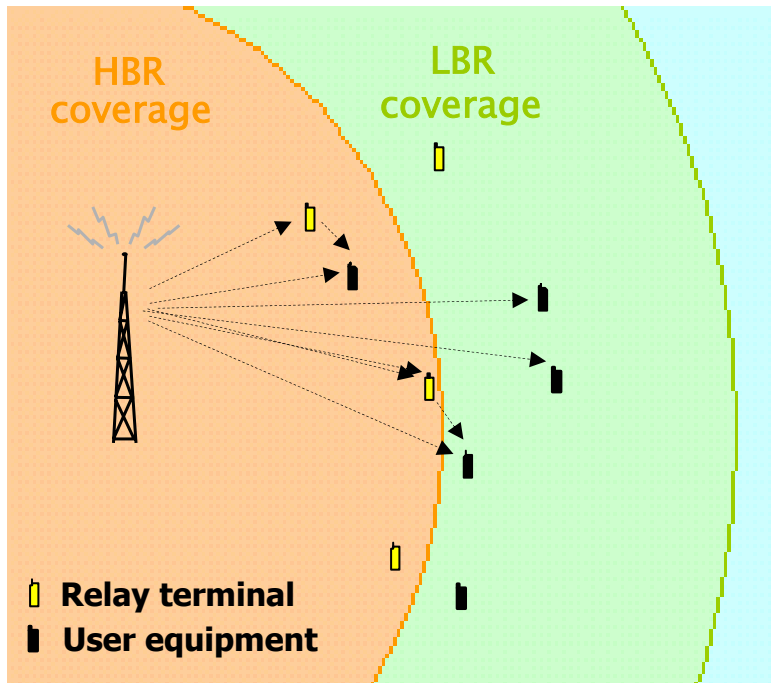 HBR
coverage
LBR
coverage
Relay terminal
User equipment